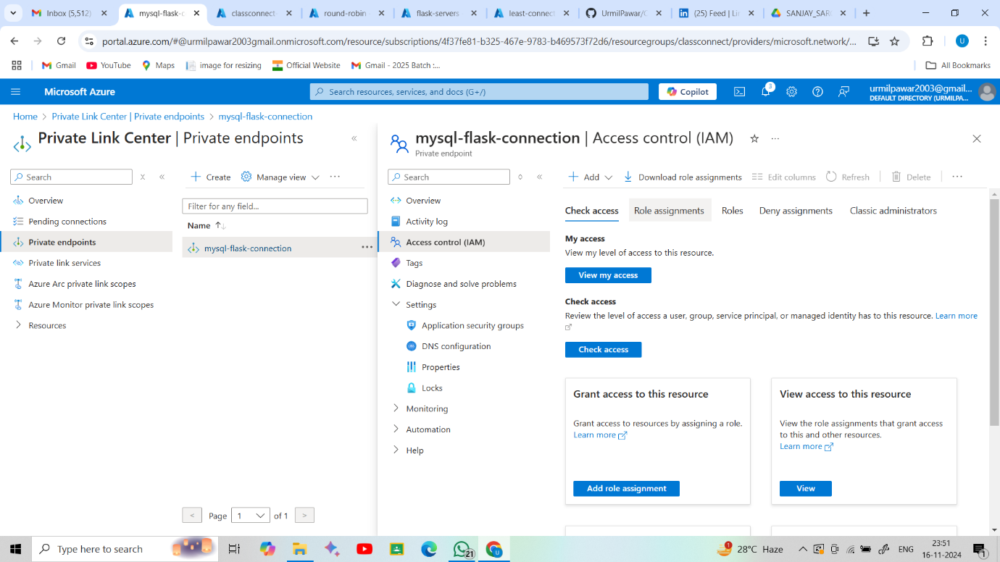 Inbox (5,512)
mysql-flask-c
classconnect
round-robin
flask-servers
least-connect
UrmilPawar/C
(25) Feed | Li
SANJAY_SAR
portal.azure.com/#@urmilpawar2003gmail.onmicrosoft.com/resource/subscriptions/4f37fe81-b325-467e-9783-b469573f72d6/resourcegroups/classconnect/providers/microsoft.network/...
U
Gmail
YouTube
Maps
image for resizing
Official Website
Gmail - 2025 Batch :...
All Bookmarks
Microsoft Azure
Search resources, services, and docs (G+/)
Copilot
3
urmilpawar2003@gmail....
DEFAULT DIRECTORY (URMILPA...
Home > Private Link Center | Private endpoints > mysql-flask-connection
Private Link Center | Private endpoints
Search
Overview
Pending connections
Private endpoints
Private link services
Azure Arc private link scopes
Azure Monitor private link scopes
Resources
Create
Manage view
Filter for any field...
Name
mysql-flask-connection
< Page 1 of 1 >
mysql-flask-connection | Access control (IAM)
Private endpoint
Search
Overview
Activity log
Access control (IAM)
Tags
Diagnose and solve problems
Settings
Application security groups
DNS configuration
Properties
Locks
Monitoring
Automation
Help
Add
Download role assignments
Edit columns
Refresh
Delete
Check access
Role assignments
Roles
Deny assignments
Classic administrators
My access
View my level of access to this resource.
View my access
Check access
Review the level of access a user, group, service principal, or managed identity has to this resource. Learn more
Check access
Grant access to this resource
Grant access to resources by assigning a role.
Learn more
Add role assignment
View access to this resource
View the role assignments that grant access
to this and other resources.
Learn more
View
Type here to search
21
1
28°C Haze
ENG
23:51
16-11-2024
1